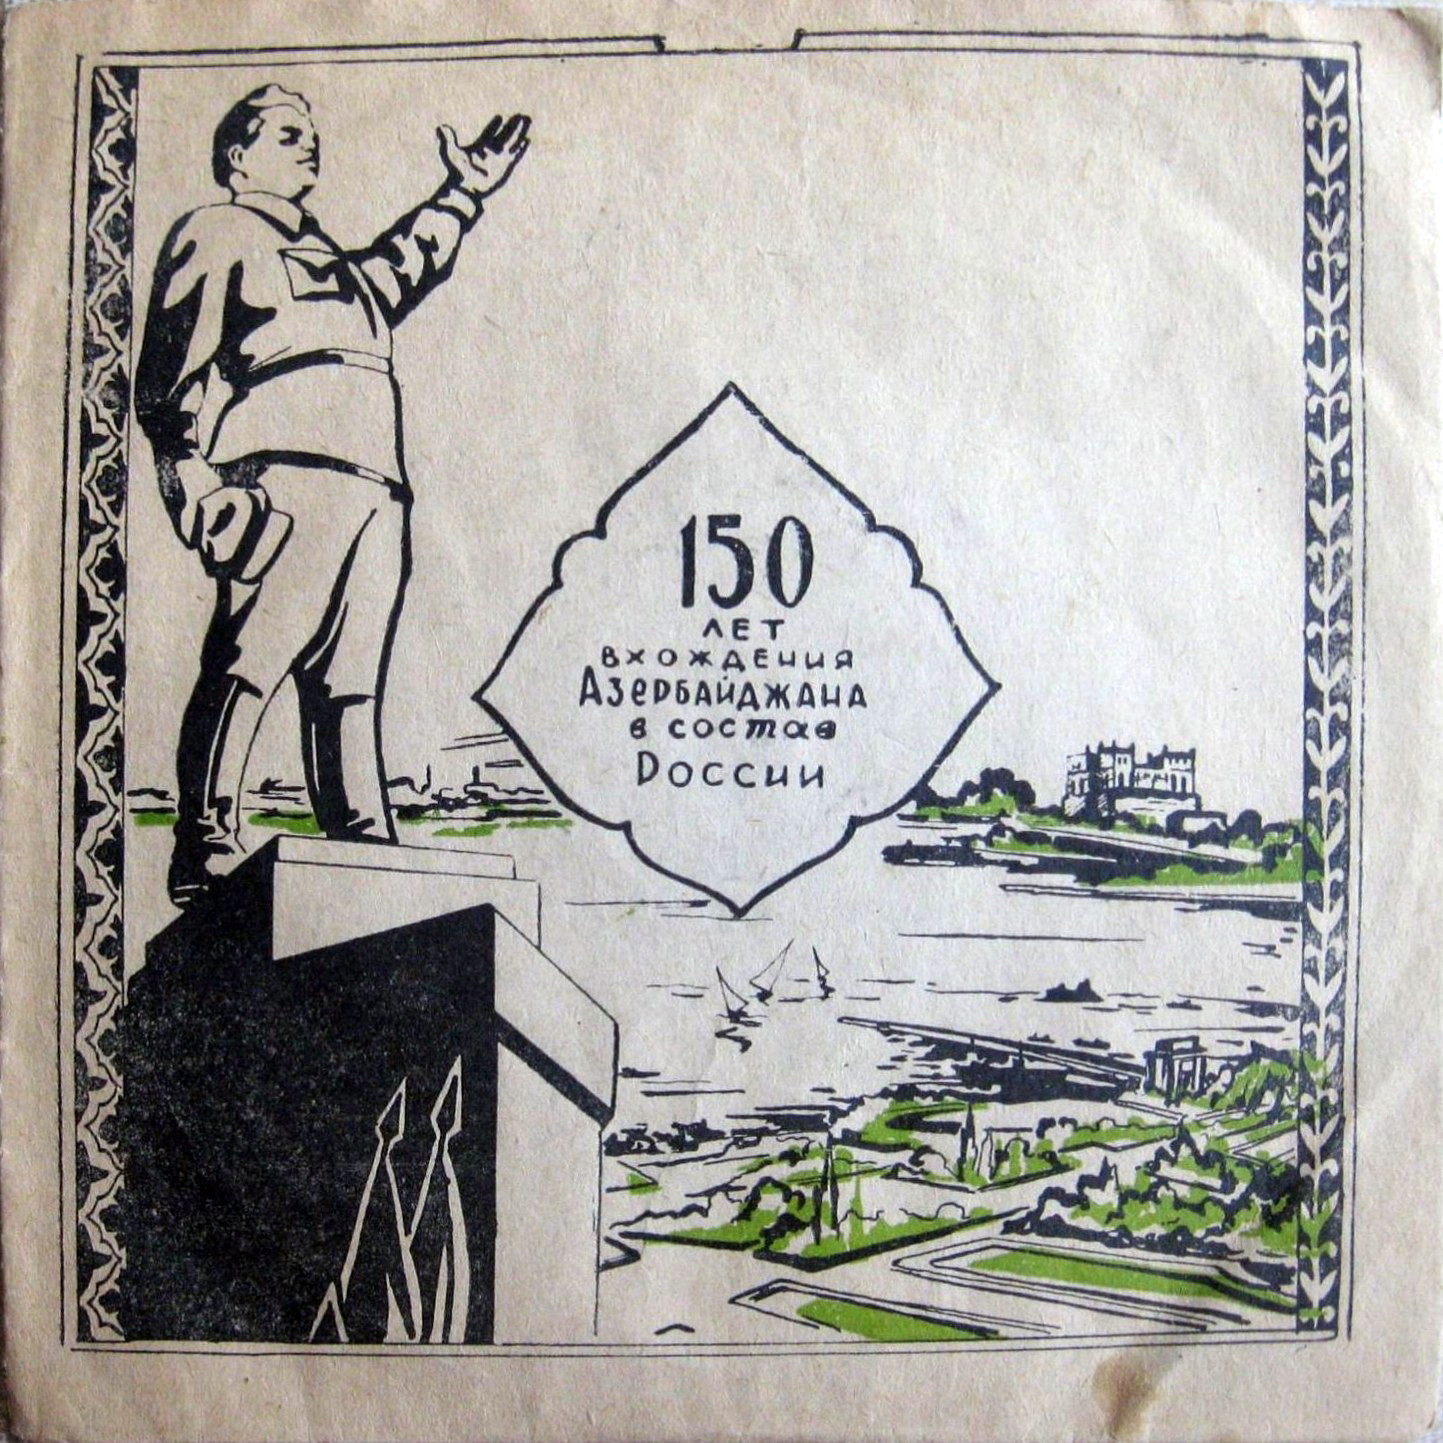 150
ЛЕТ
ВХОЖДЕНИЯ
АЗЕРБАЙДЖАНА
в состав
России